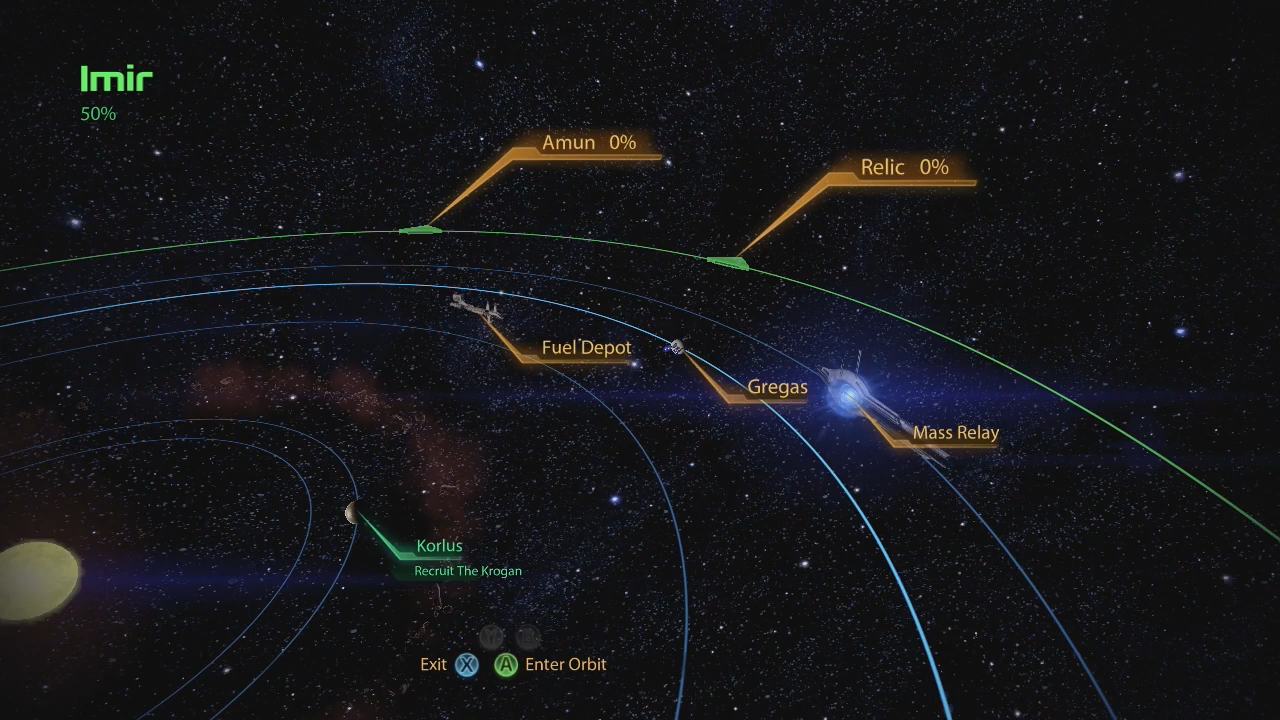 Imir
50%
Amun 0%
Relic 0%
Fuel Depot
Gregas
Mass Relay
Korlus
Recruit The Krogan
Exit X A Enter Orbit